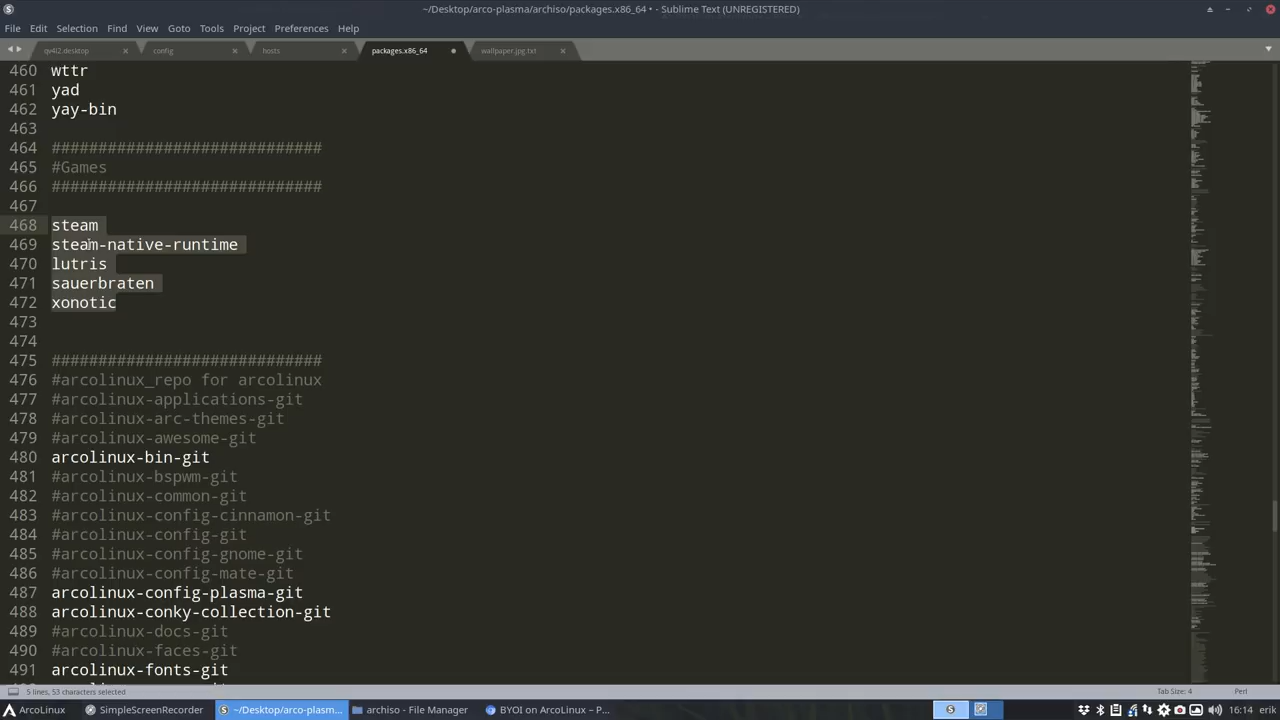 ~/Desktop/arco-plasma/archiso/packages.x86_64 • - Sublime Text (UNREGISTERED)
File Edit Selection Find View Goto Tools Project Preferences Help
qv4l2.desktop config hosts packages.x86_64 wallpaper.jpg.txt
460 wttr
461 yad
462 yay-bin
463
464 #############################
465 #Games
466 #############################
467
468 steam
469 steam-native-runtime
470 lutris
471 sauerbraten
472 xonotic
473
474
475 #############################
476 #arcolinux_repo for arcolinux
477 #arcolinux-applications-git
478 #arcolinux-arc-themes-git
479 #arcolinux-awesome-git
480 arcolinux-bin-git
481 #arcolinux-bspwm-git
482 #arcolinux-common-git
483 #arcolinux-config-cinnamon-git
484 #arcolinux-config-git
485 #arcolinux-config-gnome-git
486 #arcolinux-config-mate-git
487 arcolinux-config-plasma-git
488 arcolinux-conky-collection-git
489 #arcolinux-docs-git
490 #arcolinux-faces-git
491 arcolinux-fonts-git
5 lines, 53 characters selected Tab Size: 4 Perl
ArcoLinux SimpleScreenRecorder ~/Desktop/arco-plasm... archiso - File Manager BYOI on ArcoLinux – P... 16:14 erik